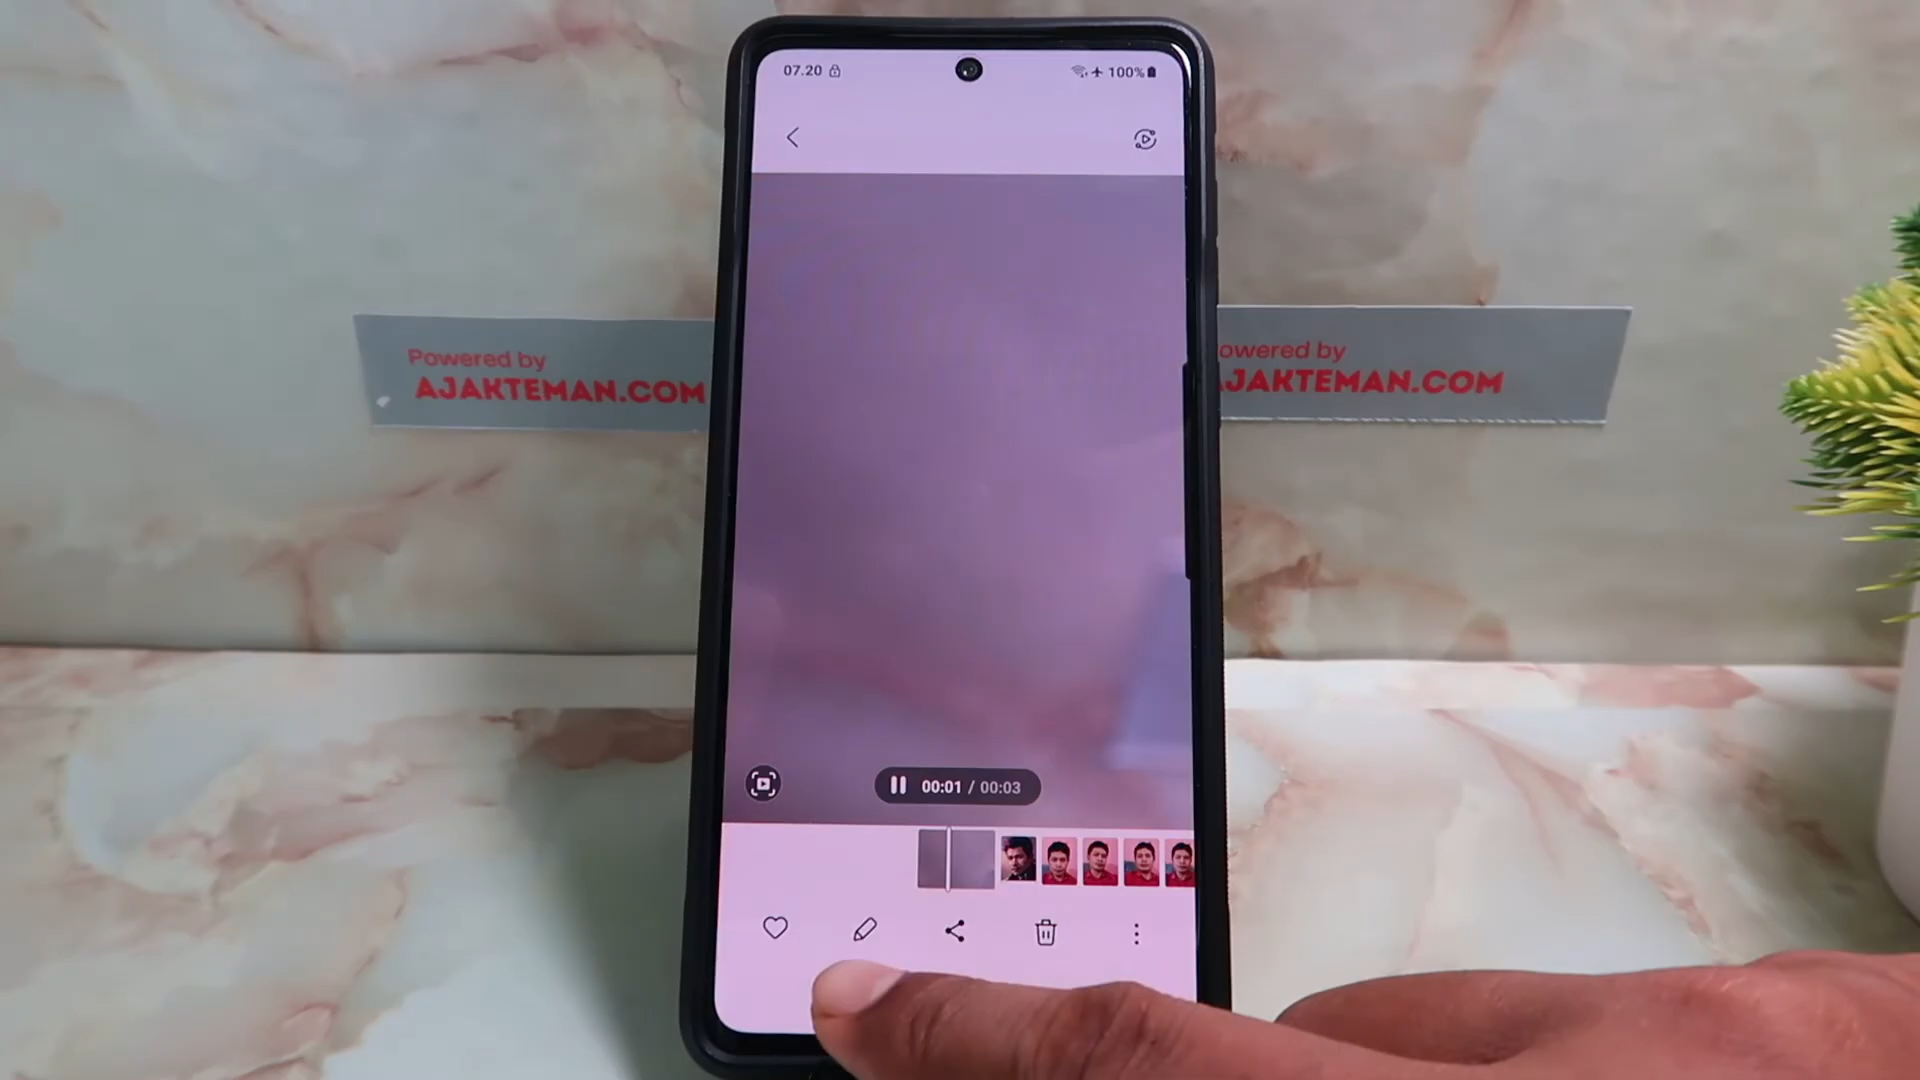 07.20
100%
Powered by
AJAKTEMAN.COM
owered by
JAKTEMAN.COM
00:01 / 00:03